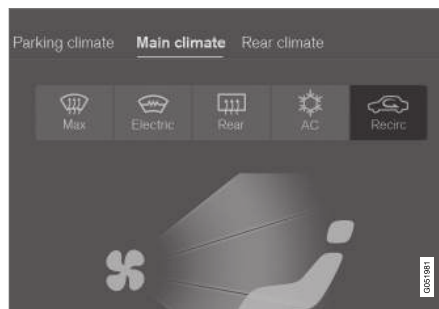 Parking climate Main climate Rear climate
Max Electric Rear AC Recirc
G051981